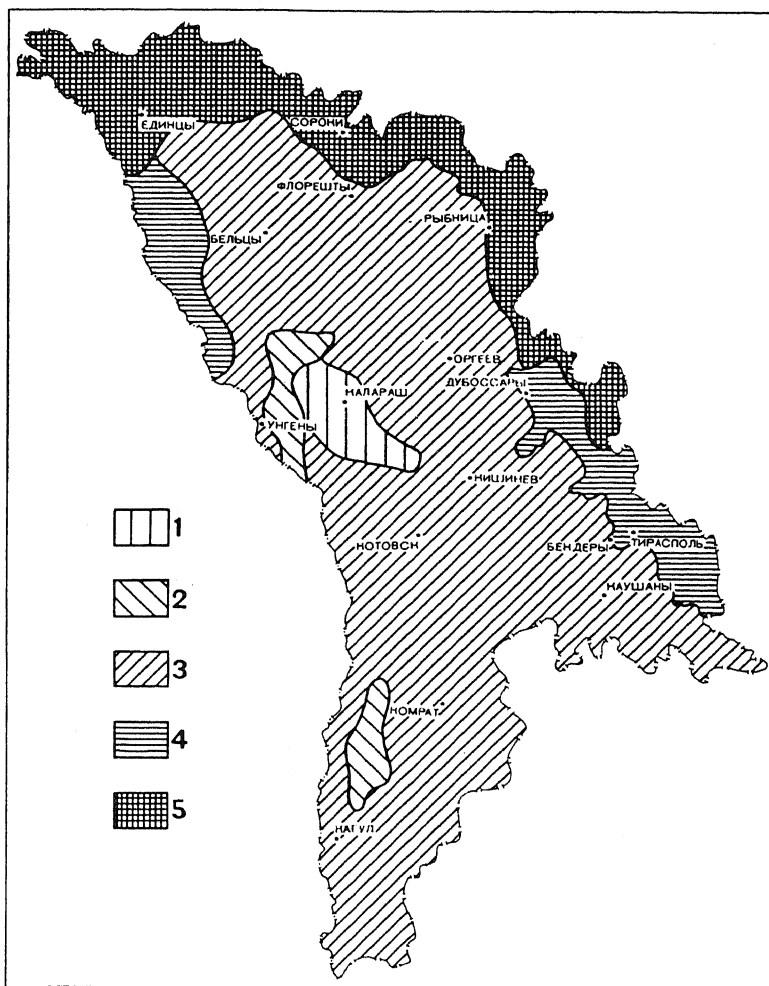 ЕДИНЦЫ
СОРОКИ
ФЛОРЕШТЫ
РЫБНИЦА
БЕЛЬЦЫ
ОРГЕЕВ
ДУБОССАРЫ
КАЛАРАШ
УНГЕНЫ
КИШИНЕВ
1
КОТОВСК
БЕНДЕРЫ
ТИРАСПОЛЬ
КАУШАНЫ
2
3
КОМРАТ
4
5
КАГУЛ